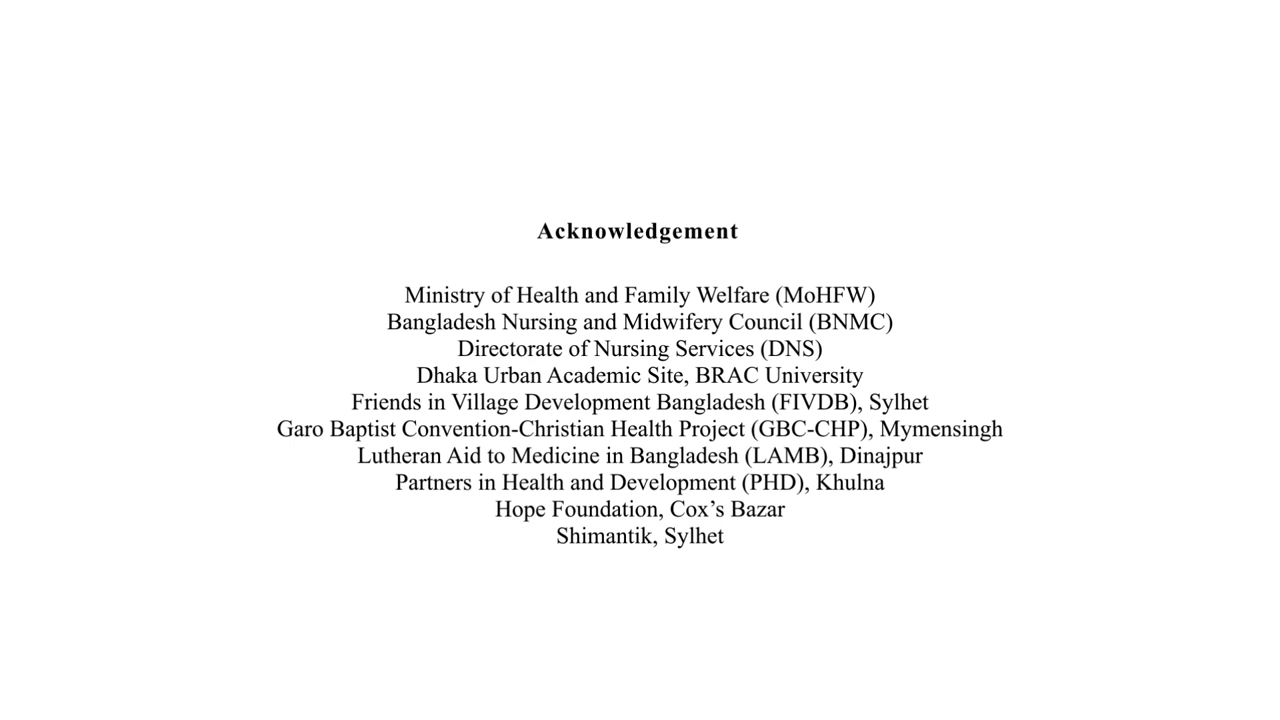 Acknowledgement
Ministry of Health and Family Welfare (MoHFW)
Bangladesh Nursing and Midwifery Council (BNMC)
Directorate of Nursing Services (DNS)
Dhaka Urban Academic Site, BRAC University
Friends in Village Development Bangladesh (FIVDB), Sylhet
Garo Baptist Convention-Christian Health Project (GBC-CHP), Mymensingh
Lutheran Aid to Medicine in Bangladesh (LAMB), Dinajpur
Partners in Health and Development (PHD), Khulna
Hope Foundation, Cox’s Bazar
Shimantik, Sylhet